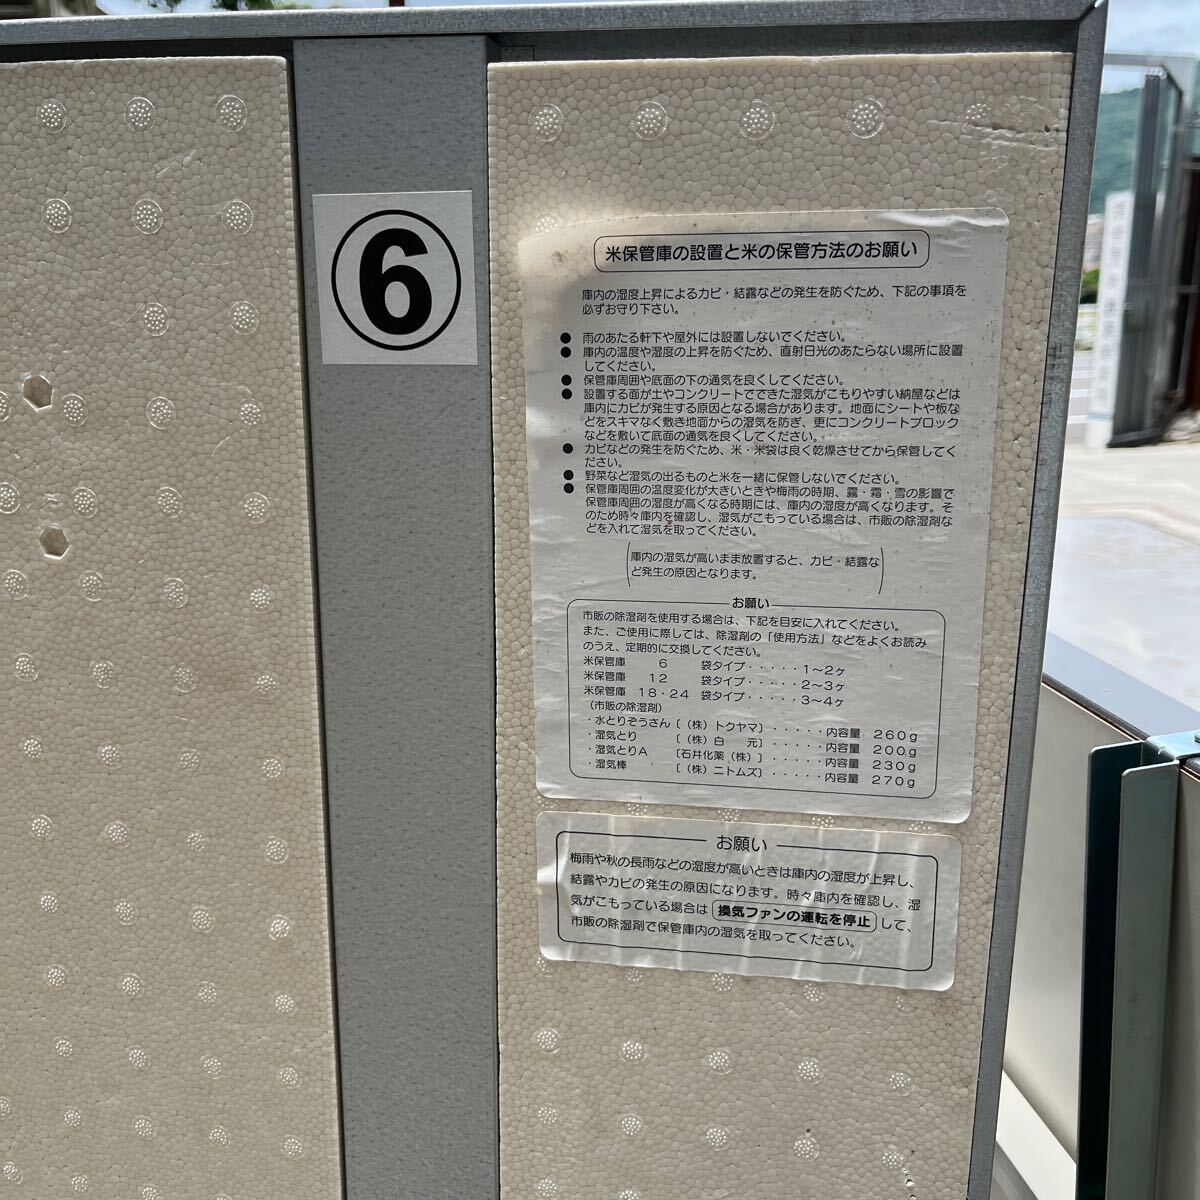 ⑥
米保管庫の設置と米の保管方法のお願い
庫内の湿度上昇によるカビ・結露などの発生を防ぐため、下記の事項を
必ずお守り下さい。
● 雨のあたる軒下や屋外には設置しないでください。
● 庫内の温度や湿度の上昇を防ぐため、直射日光のあたらない場所に設置
してください。
● 保管庫周囲や底面の下の通気を良くしてください。
● 設置する面が土やコンクリートでできた湿気がこもりやすい納屋などは
庫内にカビが発生する原因となる場合があります。地面にシートや板な
どをスキマなく敷き地面からの湿気を防ぎ、更にコンクリートブロック
などを敷いて底面の通気を良くしてください。
● カビなどの発生を防ぐため、米・米袋は良く乾燥させてから保管してく
ださい。
● 野菜など湿気の出るものと米を一緒に保管しないでください。
● 保管庫周囲の温度変化が大きいときや梅雨の時期、霧・霜・雪の影響で
保管庫周囲の湿度が高くなる時期には、庫内の湿度が高くなります。そ
のため時々庫内を確認し、湿気がこもっている場合は、市販の除湿剤な
どを入れて湿気を取ってください。
(庫内の湿気が高いまま放置すると、カビ・結露な
ど発生の原因となります。)
お願い
市販の除湿剤を使用する場合は、下記を目安に入れてください。
また、ご使用に際しては、除湿剤の「使用方法」などをよくお読み
のうえ、定期的に交換してください。
米保管庫 6 袋タイプ・・・・・1〜2ヶ
米保管庫 12 袋タイプ・・・・・2〜3ヶ
米保管庫 18・24 袋タイプ・・・・・3〜4ヶ
（市販の除湿剤）
・水とりぞうさん〔（株）トクヤマ〕・・・・・内容量 260g
・湿気とり 〔（株）白 元〕・・・・・内容量 200g
・湿気とりA 〔石井化薬（株）〕・・・・・内容量 230g
・湿気棒 〔（株）ニトムズ〕・・・・・内容量 270g
お願い
梅雨や秋の長雨などの湿度が高いときは庫内の湿度が上昇し、
結露やカビの発生の原因になります。時々庫内を確認し、湿
気がこもっている場合は 換気ファンの運転を停止 して、
市販の除湿剤で保管庫内の湿気を取ってください。